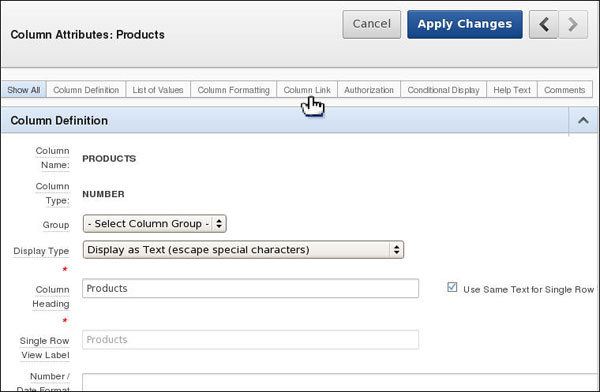 Column Attributes: Products
Cancel
Apply Changes
Show All
Column Definition
List of Values
Column Formatting
Column Link
Authorization
Conditional Display
Help Text
Comments
Column Definition
Column
Name:
PRODUCTS
Column
Type:
NUMBER
Group
- Select Column Group -
Display Type
Display as Text (escape special characters)
*
Column
Heading
Products
Use Same Text for Single Row
*
Single Row
View Label
Products
Number /
Date Format